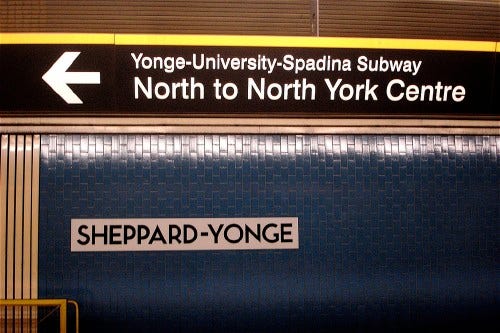 Yonge-University-Spadina Subway
North to North York Centre
SHEPPARD-YONGE